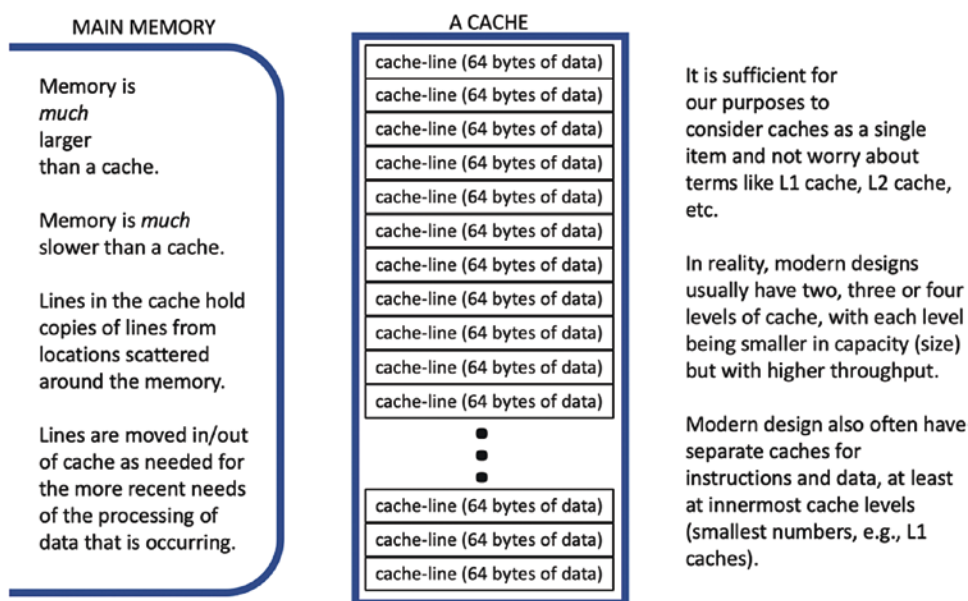 MAIN MEMORY
Memory is
much
larger
than a cache.
Memory is much
slower than a cache.
Lines in the cache hold
copies of lines from
locations scattered
around the memory.
Lines are moved in/out
of cache as needed for
the more recent needs
of the processing of
data that is occurring.
A CACHE
cache-line (64 bytes of data)
cache-line (64 bytes of data)
cache-line (64 bytes of data)
cache-line (64 bytes of data)
cache-line (64 bytes of data)
cache-line (64 bytes of data)
cache-line (64 bytes of data)
cache-line (64 bytes of data)
cache-line (64 bytes of data)
cache-line (64 bytes of data)
cache-line (64 bytes of data)
cache-line (64 bytes of data)
cache-line (64 bytes of data)
cache-line (64 bytes of data)
It is sufficient for
our purposes to
consider caches as a single
item and not worry about
terms like L1 cache, L2 cache,
etc.
In reality, modern designs
usually have two, three or four
levels of cache, with each level
being smaller in capacity (size)
but with higher throughput.
Modern design also often have
separate caches for
instructions and data, at least
at innermost cache levels
(smallest numbers, e.g., L1
caches).